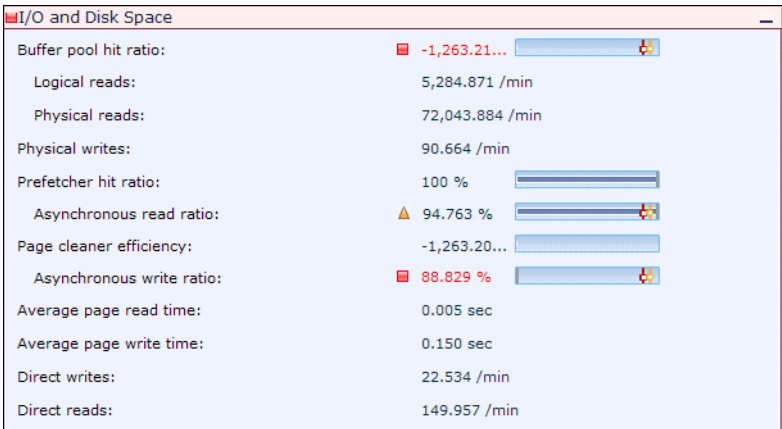 I/O and Disk Space
Buffer pool hit ratio: -1,263.21...
Logical reads: 5,284.871 /min
Physical reads: 72,043.884 /min
Physical writes: 90.664 /min
Prefetcher hit ratio: 100 %
Asynchronous read ratio: 94.763 %
Page cleaner efficiency: -1,263.20...
Asynchronous write ratio: 88.829 %
Average page read time: 0.005 sec
Average page write time: 0.150 sec
Direct writes: 22.534 /min
Direct reads: 149.957 /min